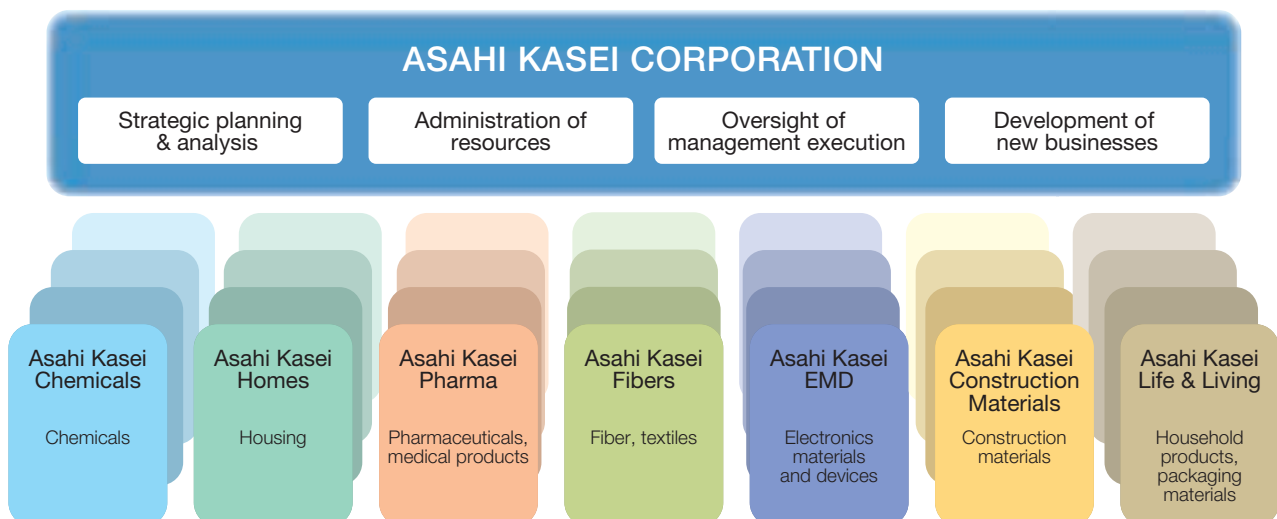 ASAHI KASEI CORPORATION
Strategic planning
& analysis
Administration of
resources
Oversight of
management execution
Development of
new businesses
Asahi Kasei
Chemicals
Chemicals
Asahi Kasei
Homes
Housing
Asahi Kasei
Pharma
Pharmaceuticals,
medical products
Asahi Kasei
Fibers
Fiber, textiles
Asahi Kasei
EMD
Electronics
materials
and devices
Asahi Kasei
Construction
Materials
Construction
materials
Asahi Kasei
Life & Living
Household
products,
packaging
materials